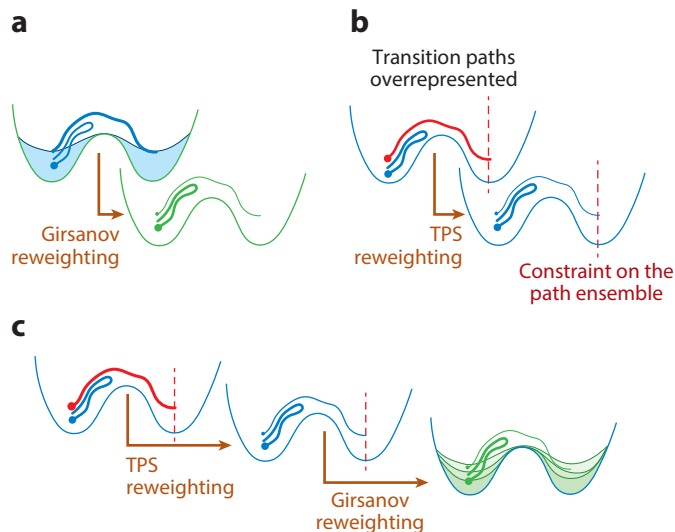 a
b
Transition paths
overrepresented
Girsanov
reweighting
TPS
reweighting
Constraint on the
path ensemble
c
TPS
reweighting
Girsanov
reweighting